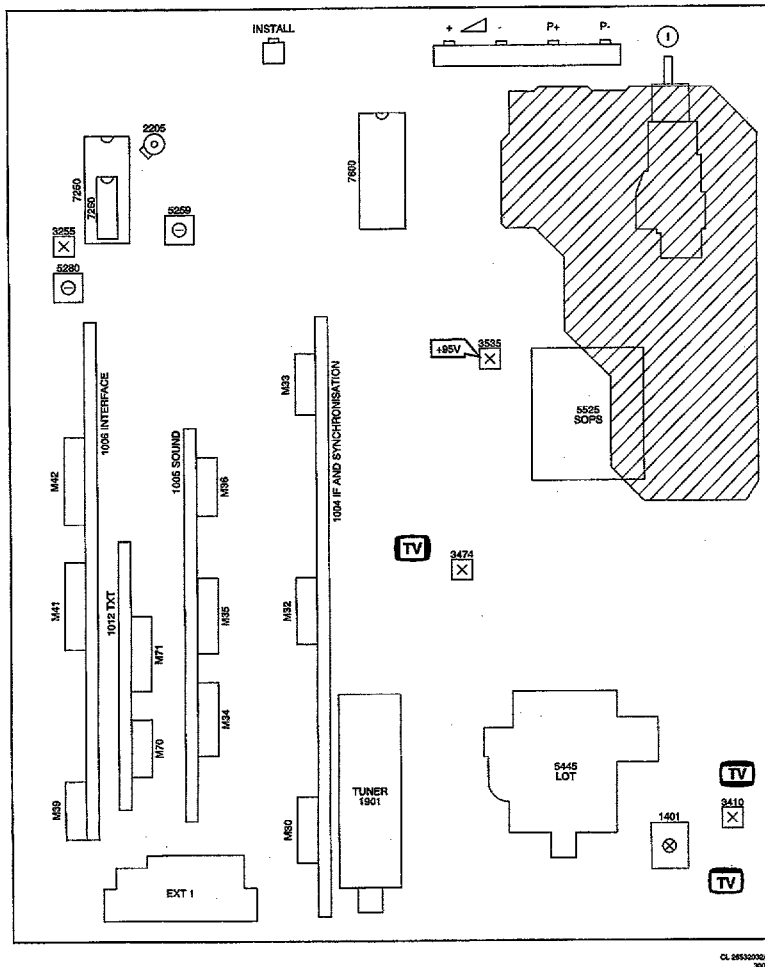 INSTALL
+ - P+ P-
2205
7250
7260
7600
5259
3255
5280
+95V
3535
5525
SOPS
M33
1006 INTERFACE
1005 SOUND
1004 IF AND SYNCHRONISATION
M42
M36
TV
3474
M41
1012 TXT
M71
M35
M32
M34
M70
M39
M30
TUNER
1901
5445
LOT
TV
3410
1401
TV
EXT 1